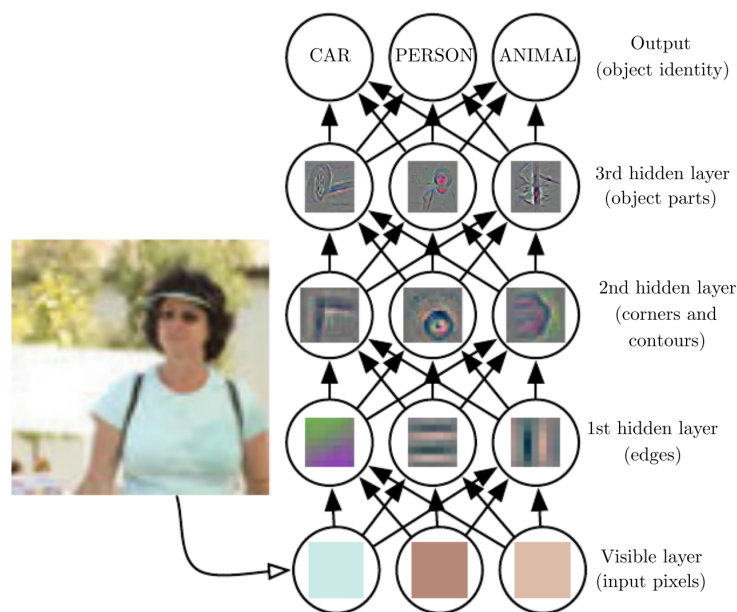 CAR PERSON ANIMAL
Output
(object identity)
3rd hidden layer
(object parts)
2nd hidden layer
(corners and
contours)
1st hidden layer
(edges)
Visible layer
(input pixels)